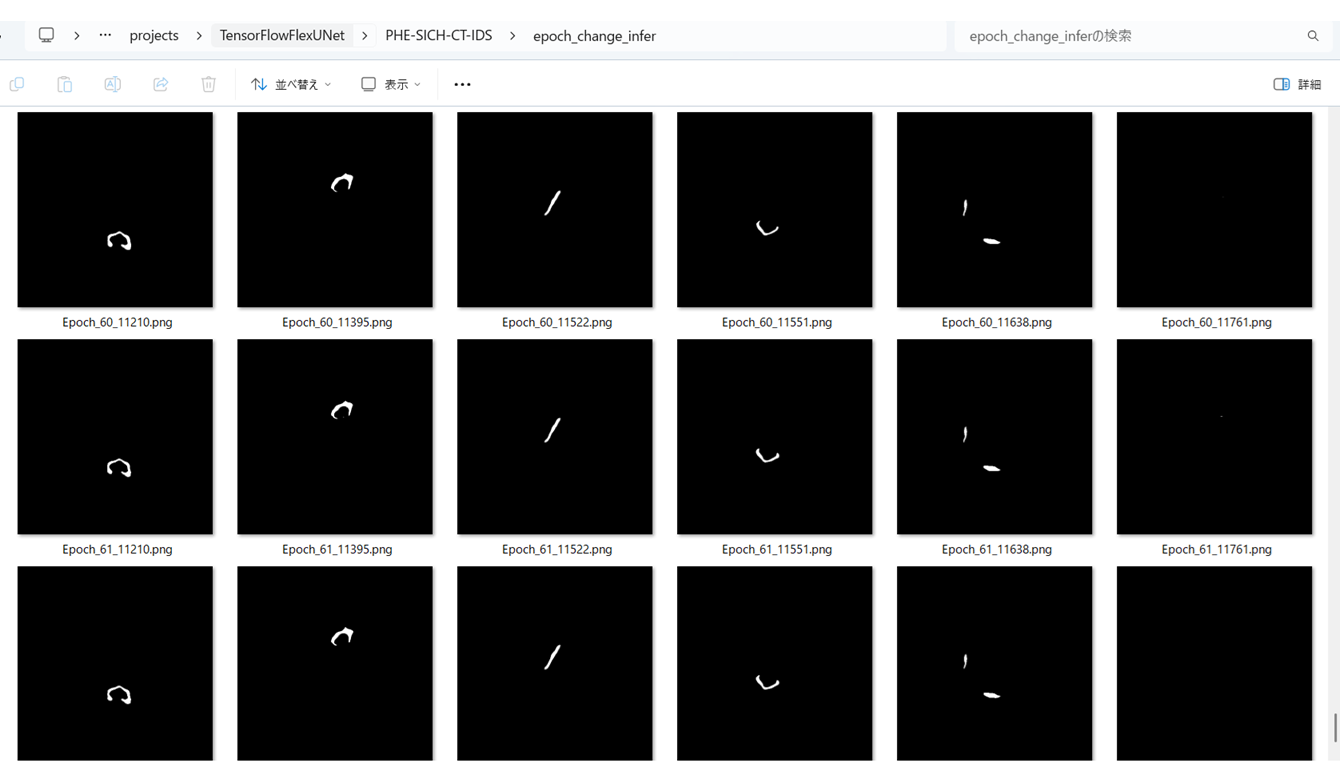 projects TensorFlowFlexUNet PHE-SICH-CT-IDS epoch_change_infer epoch_change_inferの検索
並べ替え 表示 詳細
Epoch_60_11210.png Epoch_60_11395.png Epoch_60_11522.png Epoch_60_11551.png Epoch_60_11638.png Epoch_60_11761.png
Epoch_61_11210.png Epoch_61_11395.png Epoch_61_11522.png Epoch_61_11551.png Epoch_61_11638.png Epoch_61_11761.png